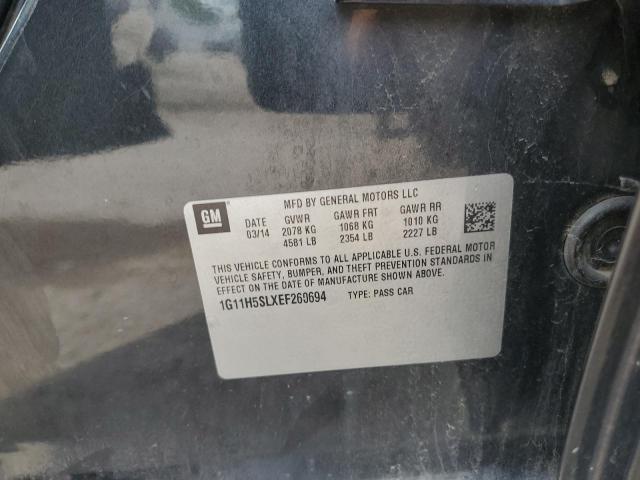 MFD BY GENERAL MOTORS LLC
GM
DATE GVWR GAWR FRT GAWR RR
03/14 2078 KG 1068 KG 1010 KG
4581 LB 2354 LB 2227 LB
THIS VEHICLE CONFORMS TO ALL APPLICABLE U.S. FEDERAL MOTOR
VEHICLE SAFETY, BUMPER, AND THEFT PREVENTION STANDARDS IN
EFFECT ON THE DATE OF MANUFACTURE SHOWN ABOVE.
1G11H5SLXEF269694 TYPE: PASS CAR